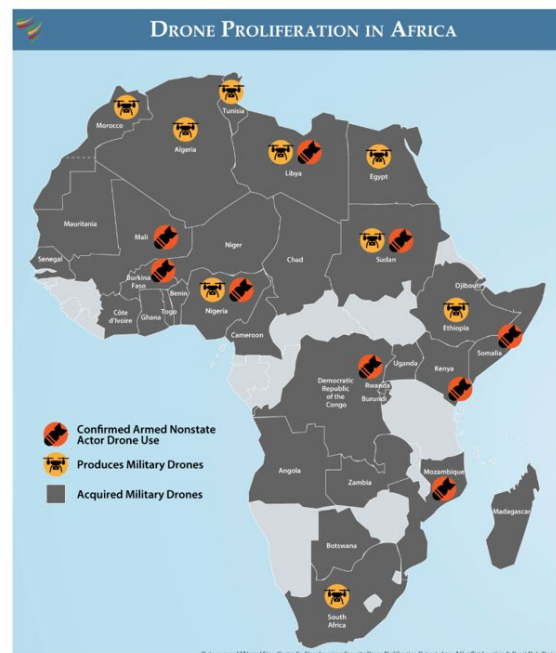 DRONE PROLIFERATION IN AFRICA
Morocco
Tunisia
Algeria
Libya
Egypt
Mauritania
Mali
Niger
Chad
Sudan
Senegal
Burkina
Faso
Benin
Nigeria
Djibouti
Côte
d'Ivoire
Ghana
Togo
Ethiopia
Cameroon
Somalia
Uganda
Kenya
Democratic
Republic
of the
Congo
Rwanda
Burundi
Confirmed Armed Nonstate
Actor Drone Use
Produces Military Drones
Acquired Military Drones
Angola
Zambia
Mozambique
Madagascar
Botswana
South
Africa